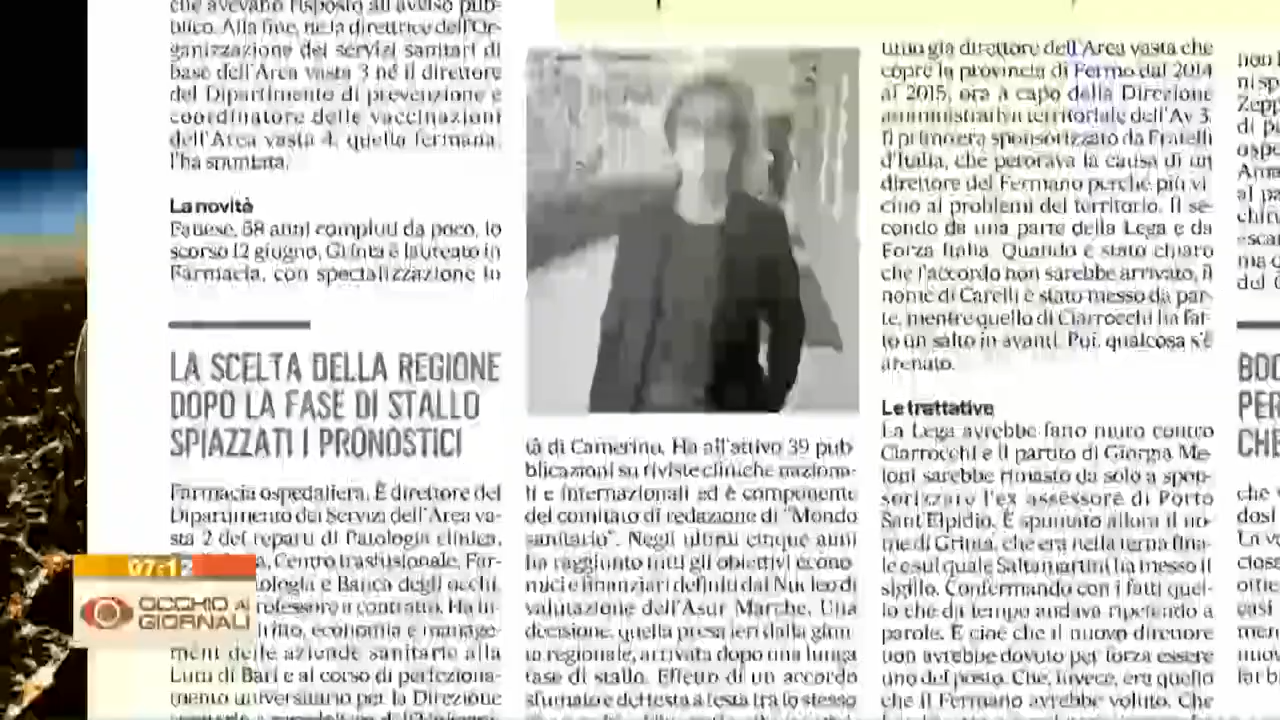 che avevano risposto all'avviso pub-
blico. Alla fine, né la direttrice dell'Or-
ganizzazione dei servizi sanitari di
base dell'Area vasta 3 né il direttore
del Dipartimento di prevenzione e
coordinatore delle vaccinazioni
dell'Area vasta 4, quella fermana,
l'ha spuntata.
La novità
58 anni compiuti da poco, lo
scorso 12 giugno, Grinta è laureato in
Farmacia, con specializzazione in
LA SCELTA DELLA REGIONE
DOPO LA FASE DI STALLO
SPIAZZATI I PRONOSTICI
Farmacia ospedaliera. È direttore del
Dipartimento dei Servizi dell'Area va-
sta 2 dei reparti di Patologia clinica,
Centro trasfusionale, Far-
ologia e Banca degli occhi.
rofessore a contratto. Ha in-
economia e manage-
ment delle aziende sanitarie alla
Lum di Bari e al corso di perfeziona-
mento universitario per la Direzione
tà di Camerino. Ha all'attivo 39 pub-
blicazioni su riviste cliniche naziona-
li e internazionali ed è componente
del comitato di redazione di "Mondo
sanitario". Negli ultimi cinque anni
ha raggiunto tutti gli obiettivi econo-
mici e finanziari definiti dal Nucleo di
valutazione dell'Asur Marche. Una
decisione, quella presa ieri dalla giun-
ta regionale, arrivata dopo una lunga
fase di stallo. Effetto di un accordo
sfumato e del testa a testa tra lo stesso
già direttore dell'Area vasta che
copre la provincia di Fermo dal 2014
al 2015, ora a capo della Direzione
amministrativa territoriale dell'Av 3.
Il primo era sponsorizzato da Fratelli
d'Italia, che perorava la causa di un
direttore del Fermano perché più vi-
cino ai problemi del territorio. Il se-
condo da una parte della Lega e da
Forza Italia. Quando è stato chiaro
che l'accordo non sarebbe arrivato, il
nome di Carelli è stato messo da par-
te, mentre quello di Ciarrocchi ha fat-
to un salto in avanti. Poi, qualcosa s'è
arenato.
Le trattative
La Lega avrebbe fatto muro contro
Ciarrocchi e il partito di Giorgia Me-
loni sarebbe rimasto da solo a spon-
sorizzare l'ex assessore di Porto
Sant'Elpidio. È spuntato allora il no-
me di Grinta, che era nella terna fina-
le e sul quale Saltamartini ha messo il
sigillo. Confermando con i fatti quel-
lo che da tempo andava ripetendo a
parole. E cioè che il nuovo direttore
non avrebbe dovuto per forza essere
uno del posto. Che, invece, era quello
che il Fermano avrebbe voluto. Che
non
Zepp
di p
ospe
al pa
ma
del
BOC
PER
CHE
che
dosi
La
casi
men
07:12
OCCHIO AI
GIORNALI